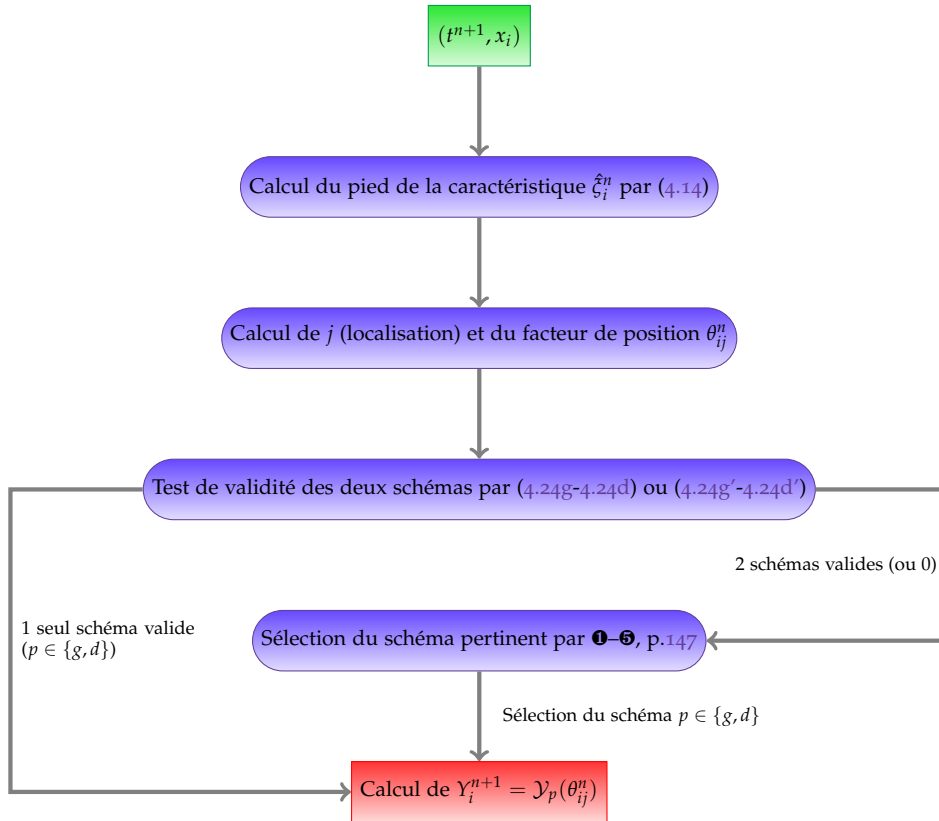 (t^{n+1}, x_i)
Calcul du pied de la caractéristique \hat{\xi}_i^n par (4.14)
Calcul de j (localisation) et du facteur de position θ_{ij}^n
Test de validité des deux schémas par (4.24g-4.24d) ou (4.24g’-4.24d’)
2 schémas valides (ou 0)
1 seul schéma valide
(p ∈ {g, d})
Sélection du schéma pertinent par ❶–❺, p.147
Sélection du schéma p ∈ {g, d}
Calcul de Y_i^{n+1} = 𝒴_p(θ_{ij}^n)